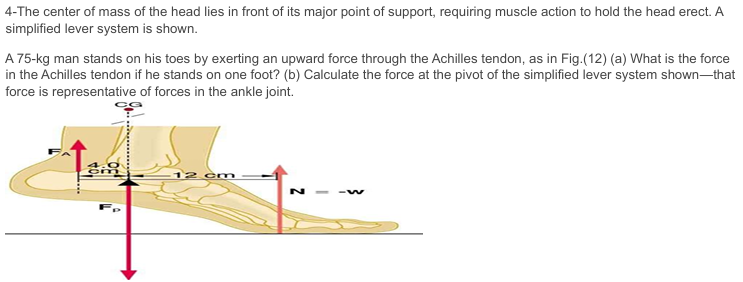 4-The center of mass of the head lies in front of its major point of support, requiring muscle action to hold the head erect. A
simplified lever system is shown.
A 75-kg man stands on his toes by exerting an upward force through the Achilles tendon, as in Fig.(12) (a) What is the force
in the Achilles tendon if he stands on one foot? (b) Calculate the force at the pivot of the simplified lever system shown—that
force is representative of forces in the ankle joint.
CG
FA
4.0
cm
12 cm
N = -w
Fp